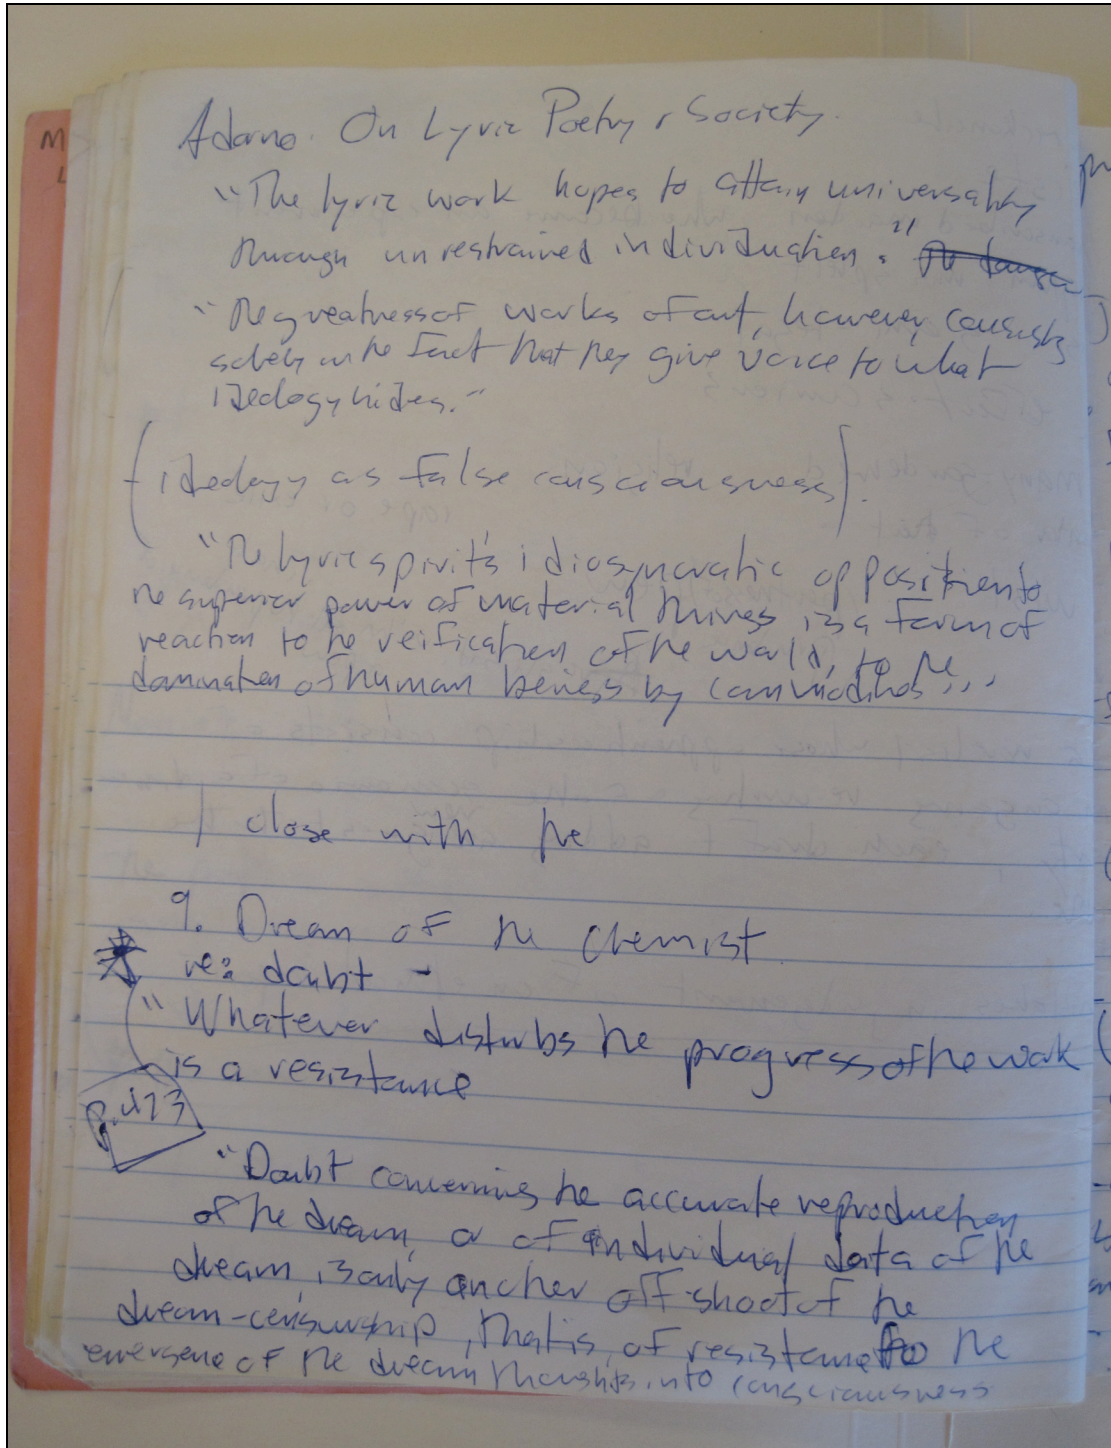 Adorno. On Lyric Poetry & Society.
"The lyric work hopes to attain universality
through unrestrained individuation." The danger
"The greatness of works of art, however, consists
solely in the fact that they give voice to what
ideology hides."
(ideology as false consciousness).
"The lyric spirit's idiosyncratic opposition to
the superior power of material things is a form of
reaction to the reification of the world, to the
domination of human beings by commodities...
I close with the
9. Dream of the Chemist.
re: doubt -
"Whatever disturbs the progress of the work
is a resistance
p. 473
"Doubt concerning the accurate reproduction
of the dream, or of individual data of the
dream, is only another off-shoot of the
dream-censorship, that is, of resistance to the
emergence of the dream thoughts into consciousness
M
L